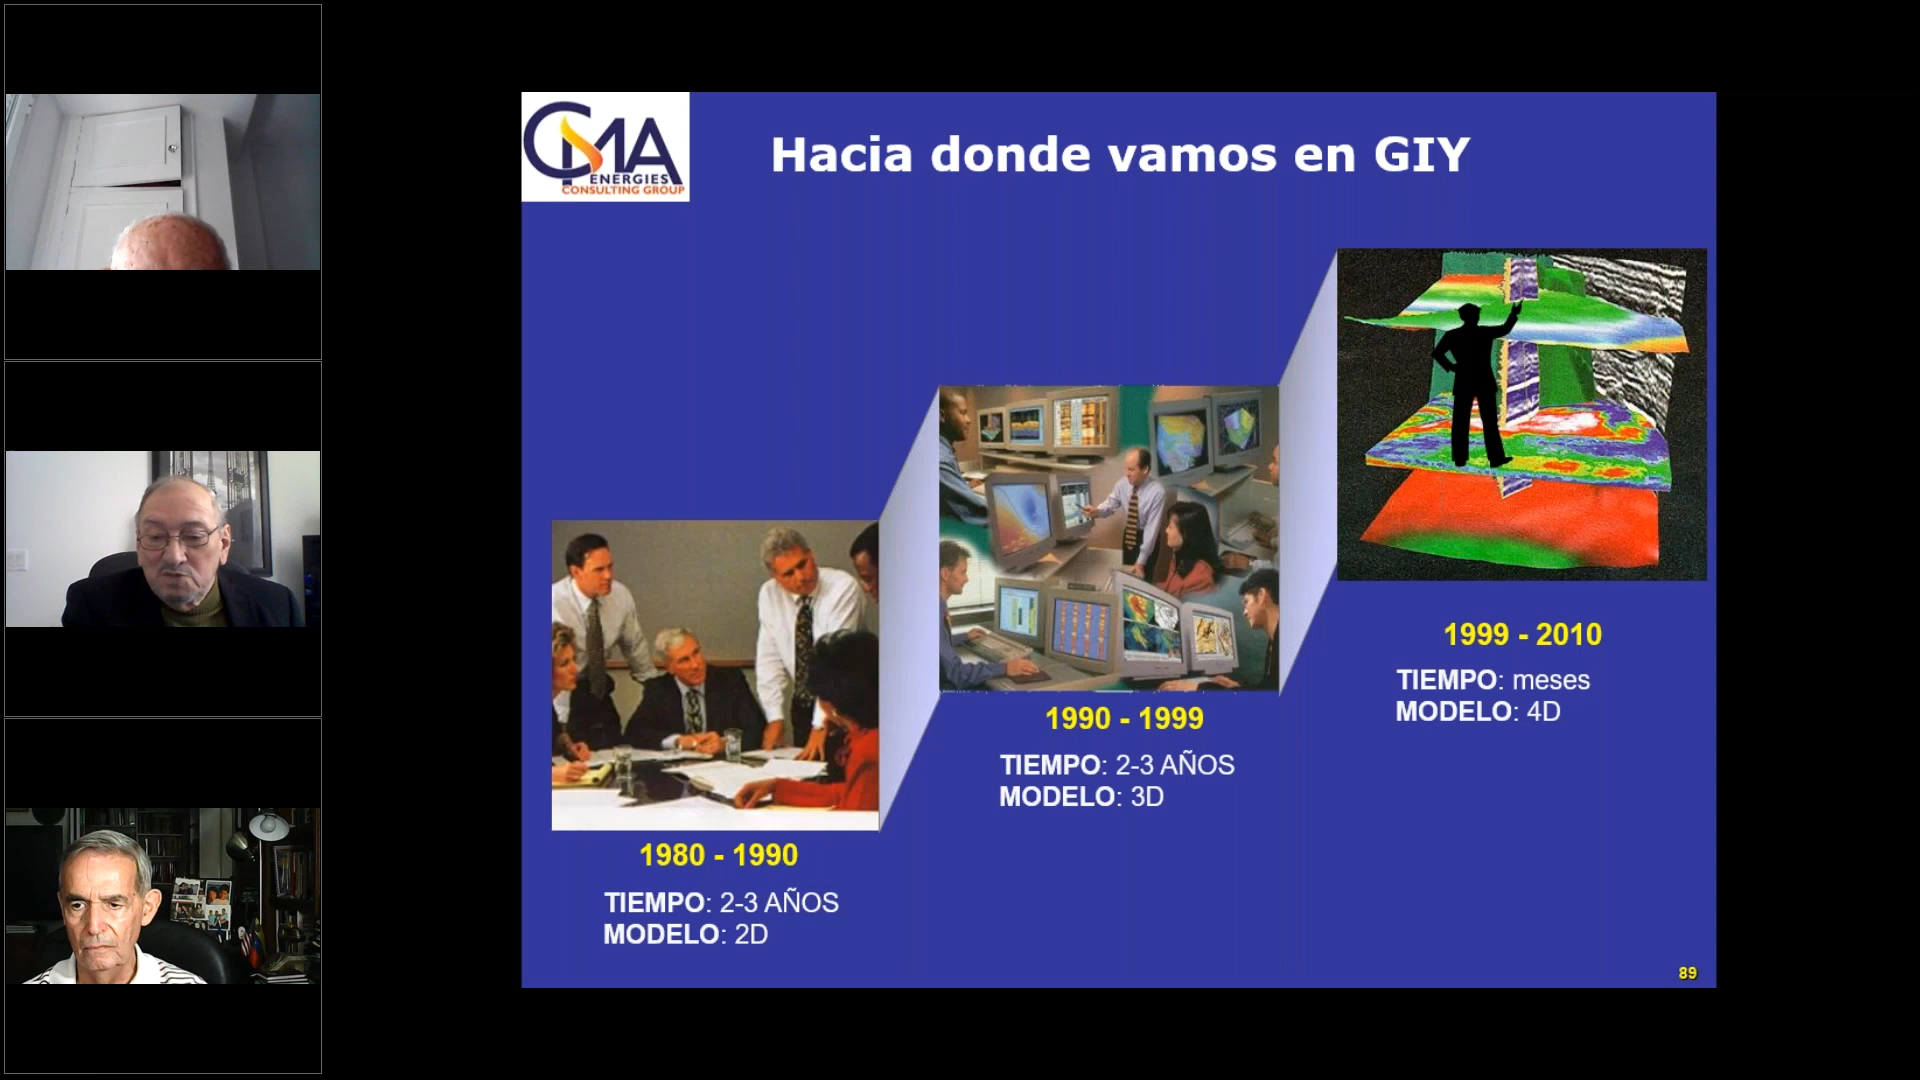 CMA
ENERGIES
CONSULTING GROUP
Hacia donde vamos en GIY
1999 - 2010
TIEMPO: meses
MODELO: 4D
1990 - 1999
TIEMPO: 2-3 AÑOS
MODELO: 3D
1980 - 1990
TIEMPO: 2-3 AÑOS
MODELO: 2D
89